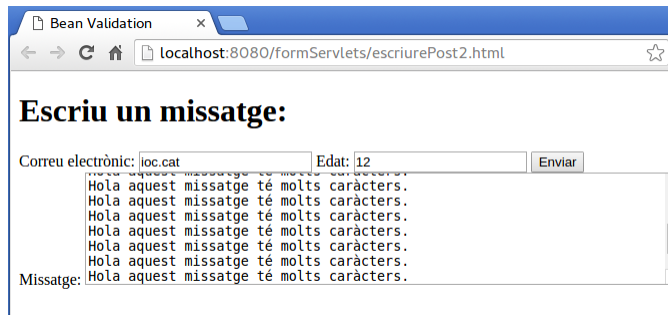 Bean Validation
localhost:8080/formServlets/escriurePost2.html
Escriu un missatge:
Correu electrònic: ioc.cat Edat: 12 Enviar
Hola aquest missatge té molts caràcters.
Hola aquest missatge té molts caràcters.
Hola aquest missatge té molts caràcters.
Hola aquest missatge té molts caràcters.
Hola aquest missatge té molts caràcters.
Hola aquest missatge té molts caràcters.
Hola aquest missatge té molts caràcters.
Missatge: Hola aquest missatge té molts caràcters.